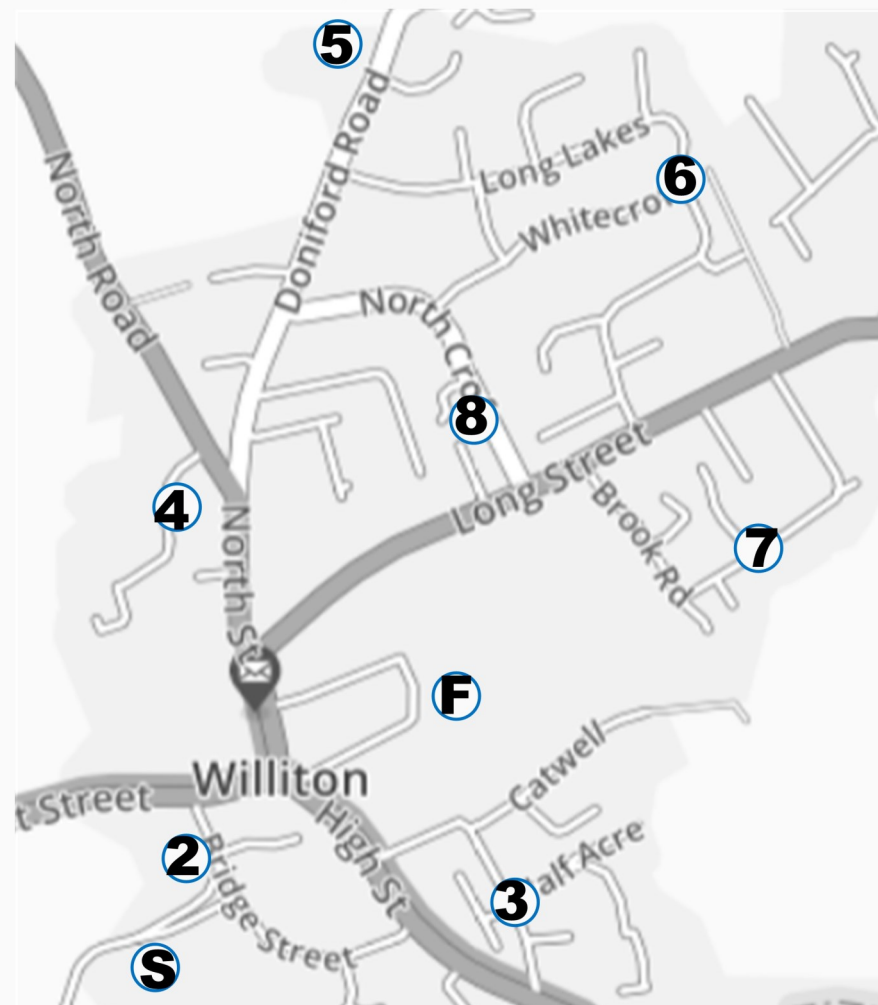 5
Doniford Road
North Road
Long Lakes
6
Whitecro
North Cro
8
Long Street
4
North St
Brook Rd
7
F
Catwell
Williton
t Street
High St
2
Bridge Street
alf Acre
3
S